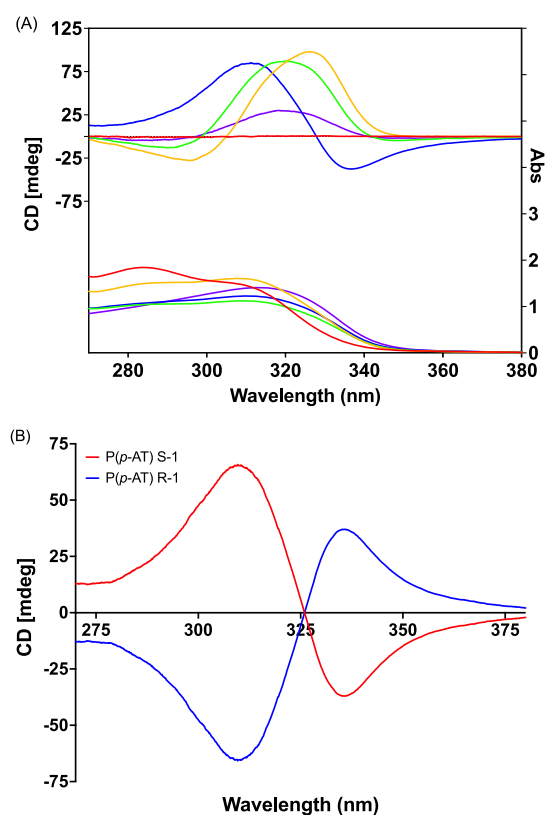 (A)
125
75
25
-25
-75
CD [mdeg]
Abs
3
2
1
0
280 300 320 340 360 380
Wavelength (nm)
(B)
P(p-AT) S-1
P(p-AT) R-1
75
50
25
0
-25
-50
-75
CD [mdeg]
275 300 325 350 375
Wavelength (nm)